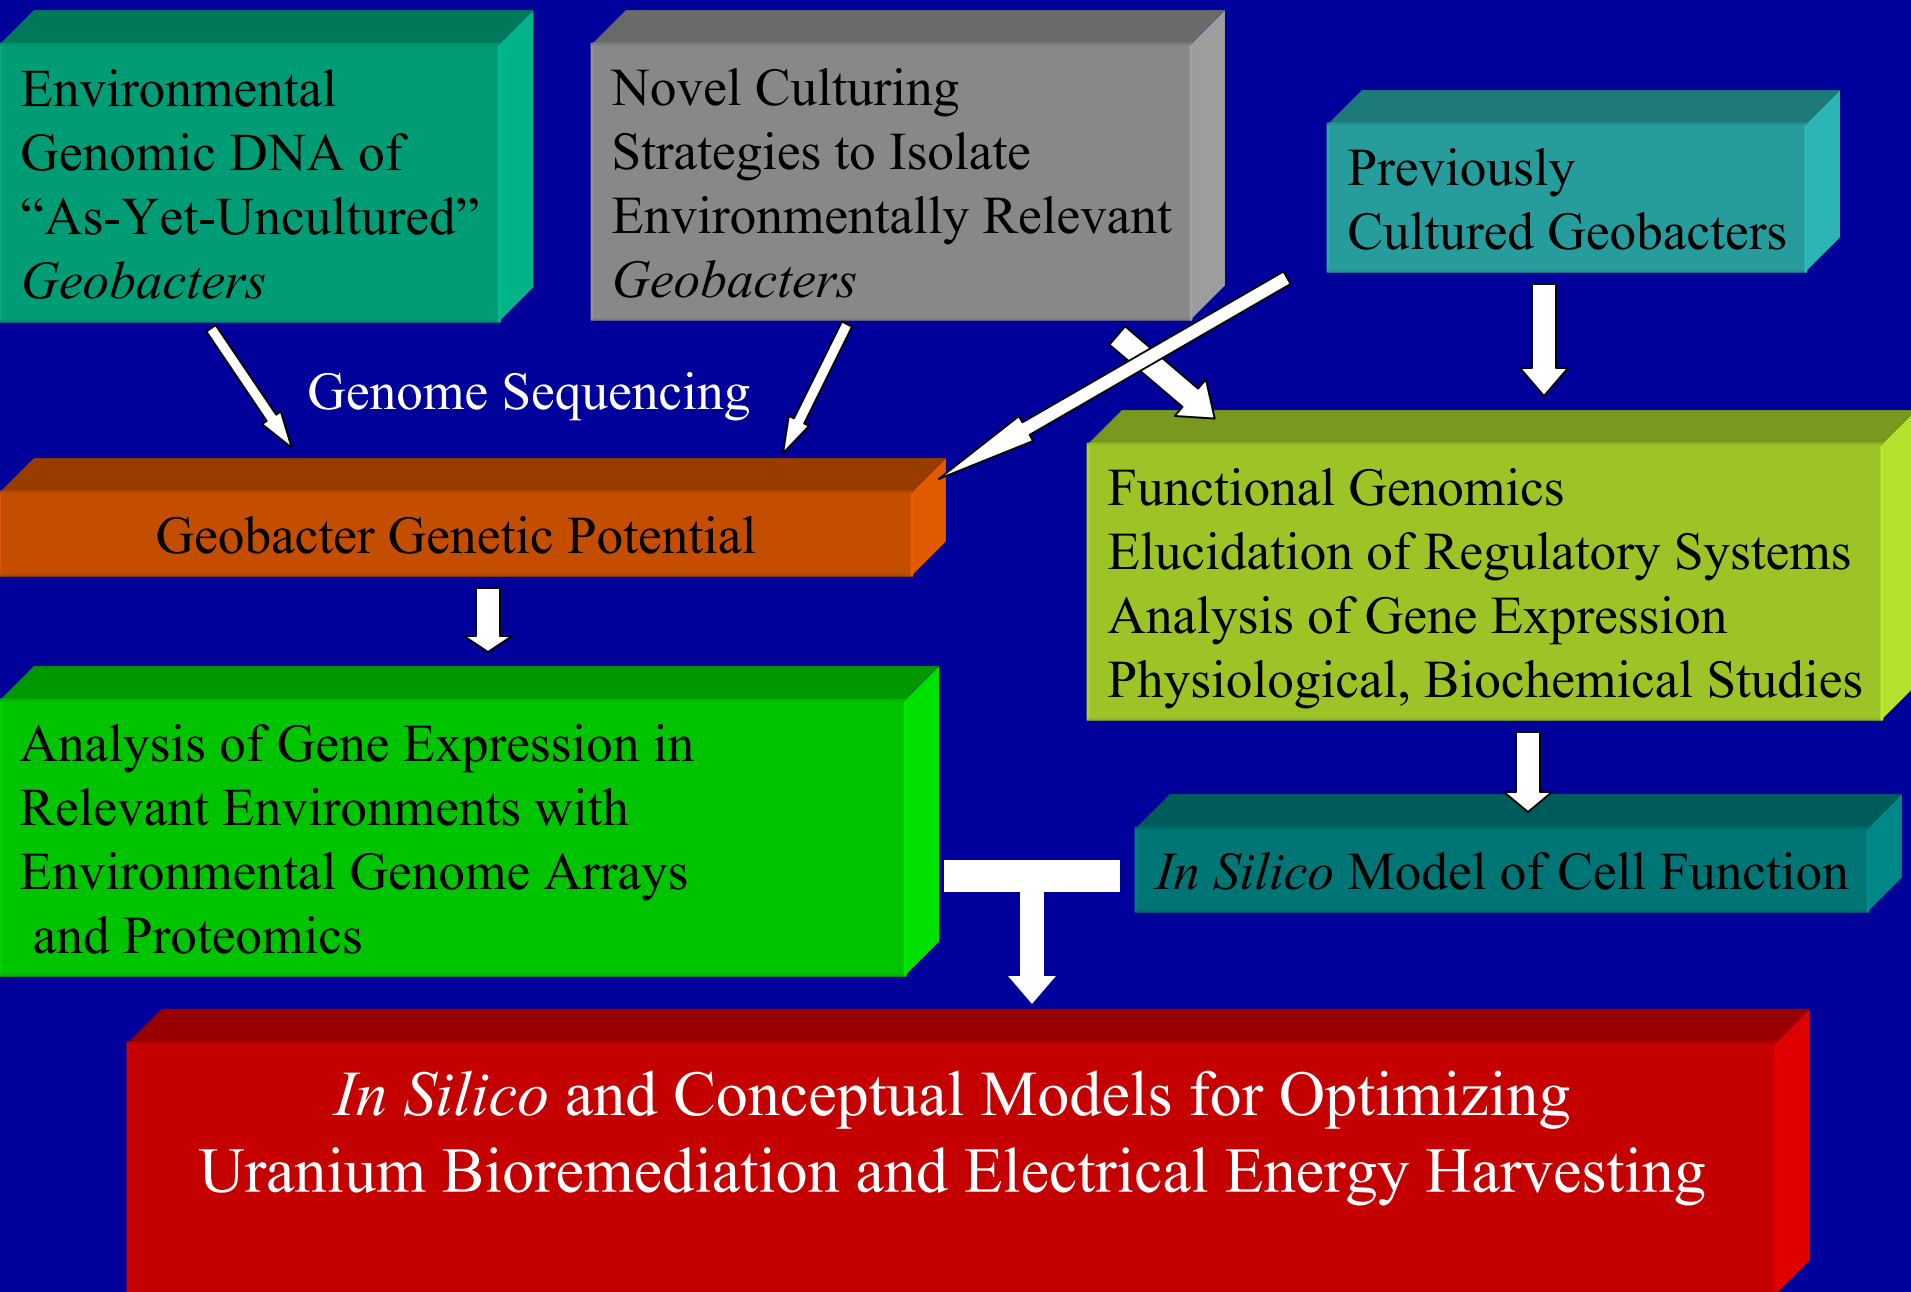 Environmental
Genomic DNA of
“As-Yet-Uncultured”
Geobacters
Novel Culturing
Strategies to Isolate
Environmentally Relevant
Geobacters
Previously
Cultured Geobacters
Genome Sequencing
Geobacter Genetic Potential
Functional Genomics
Elucidation of Regulatory Systems
Analysis of Gene Expression
Physiological, Biochemical Studies
Analysis of Gene Expression in
Relevant Environments with
Environmental Genome Arrays
and Proteomics
In Silico Model of Cell Function
In Silico and Conceptual Models for Optimizing
Uranium Bioremediation and Electrical Energy Harvesting